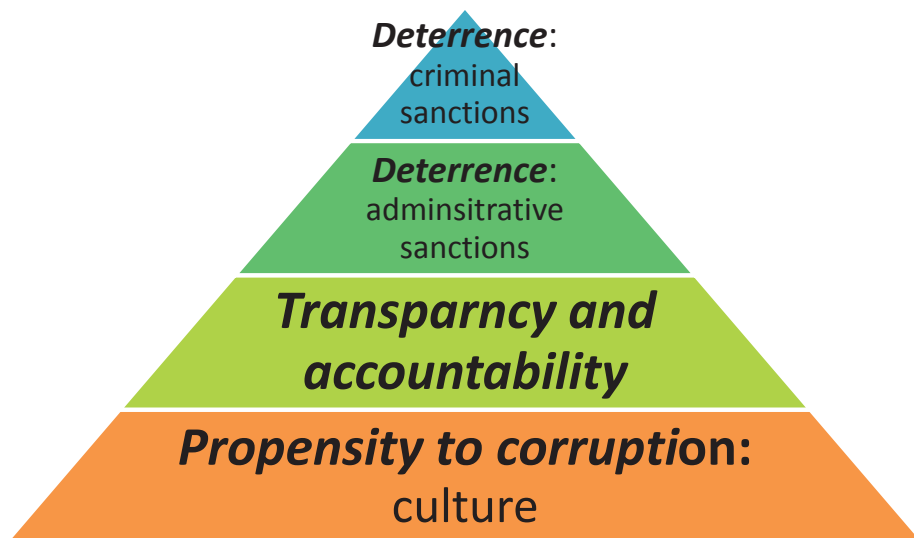 Deterrence:
criminal
sanctions
Deterrence:
adminsitrative
sanctions
Transparncy and
accountability
Propensity to corruption:
culture